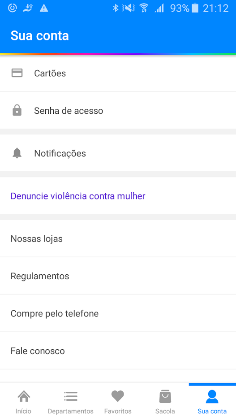 93% 21:12
Sua conta
Cartões
Senha de acesso
Notificações
Denuncie violência contra mulher
Nossas lojas
Regulamentos
Compre pelo telefone
Fale conosco
Início Departamentos Favoritos Sacola Sua conta